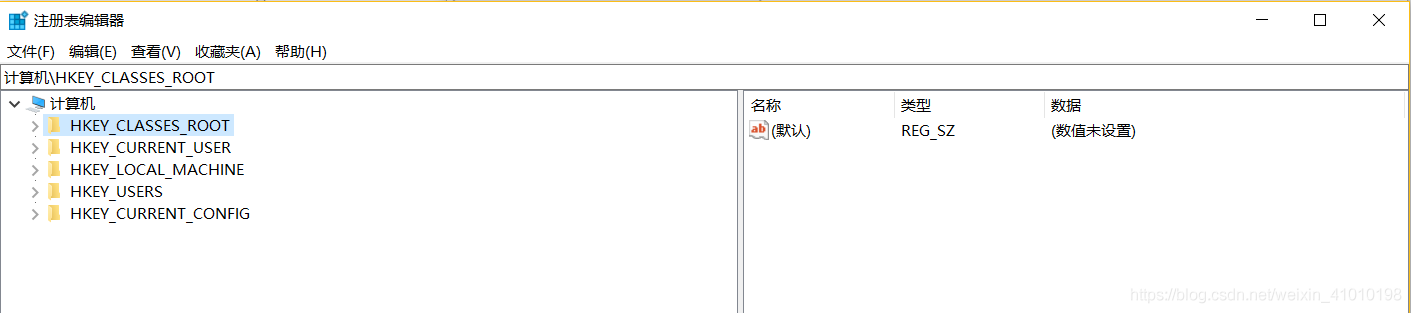 注册表编辑器
文件(F) 编辑(E) 查看(V) 收藏夹(A) 帮助(H)
计算机\HKEY_CLASSES_ROOT
计算机
HKEY_CLASSES_ROOT
HKEY_CURRENT_USER
HKEY_LOCAL_MACHINE
HKEY_USERS
HKEY_CURRENT_CONFIG
名称 类型 数据
ab (默认) REG_SZ (数值未设置)
https://blog.csdn.net/weixin_41010198